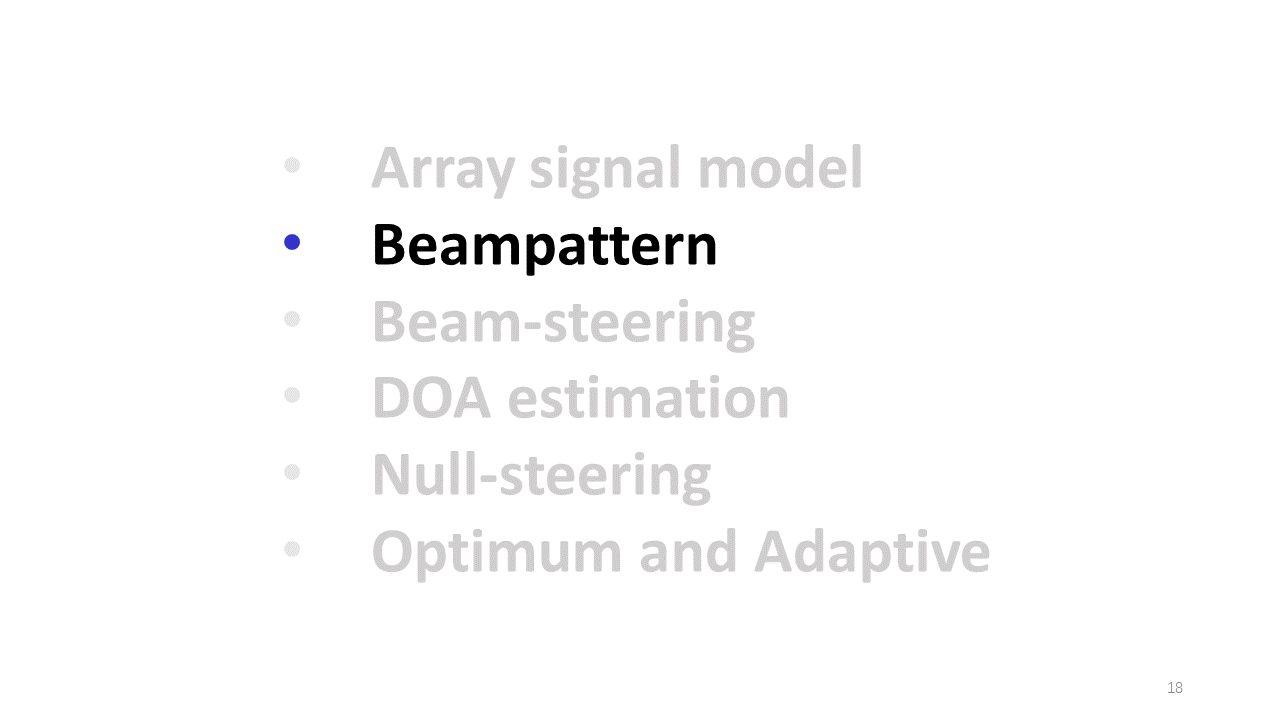 • Array signal model
• Beampattern
• Beam-steering
• DOA estimation
• Null-steering
• Optimum and Adaptive
18